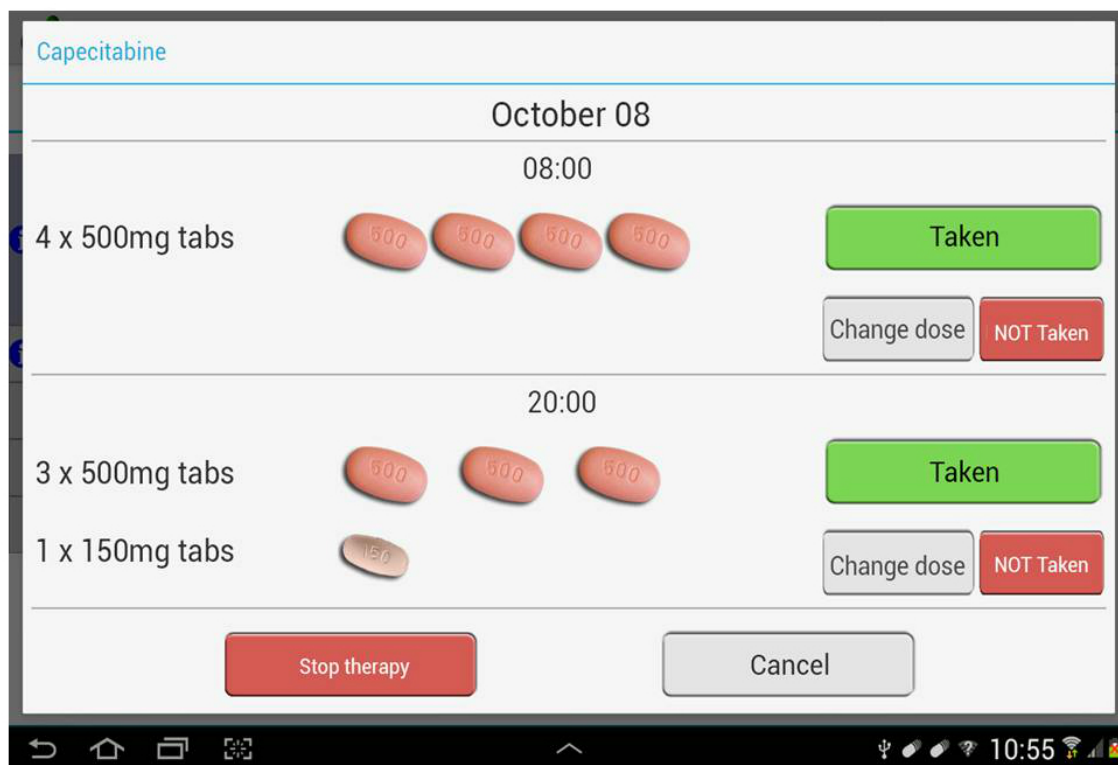 Capecitabine
October 08
08:00
4 x 500mg tabs
500 500 500 500
Taken
Change dose
NOT Taken
20:00
3 x 500mg tabs
500 500 500
Taken
1 x 150mg tabs
150
Change dose
NOT Taken
Stop therapy
Cancel
10:55